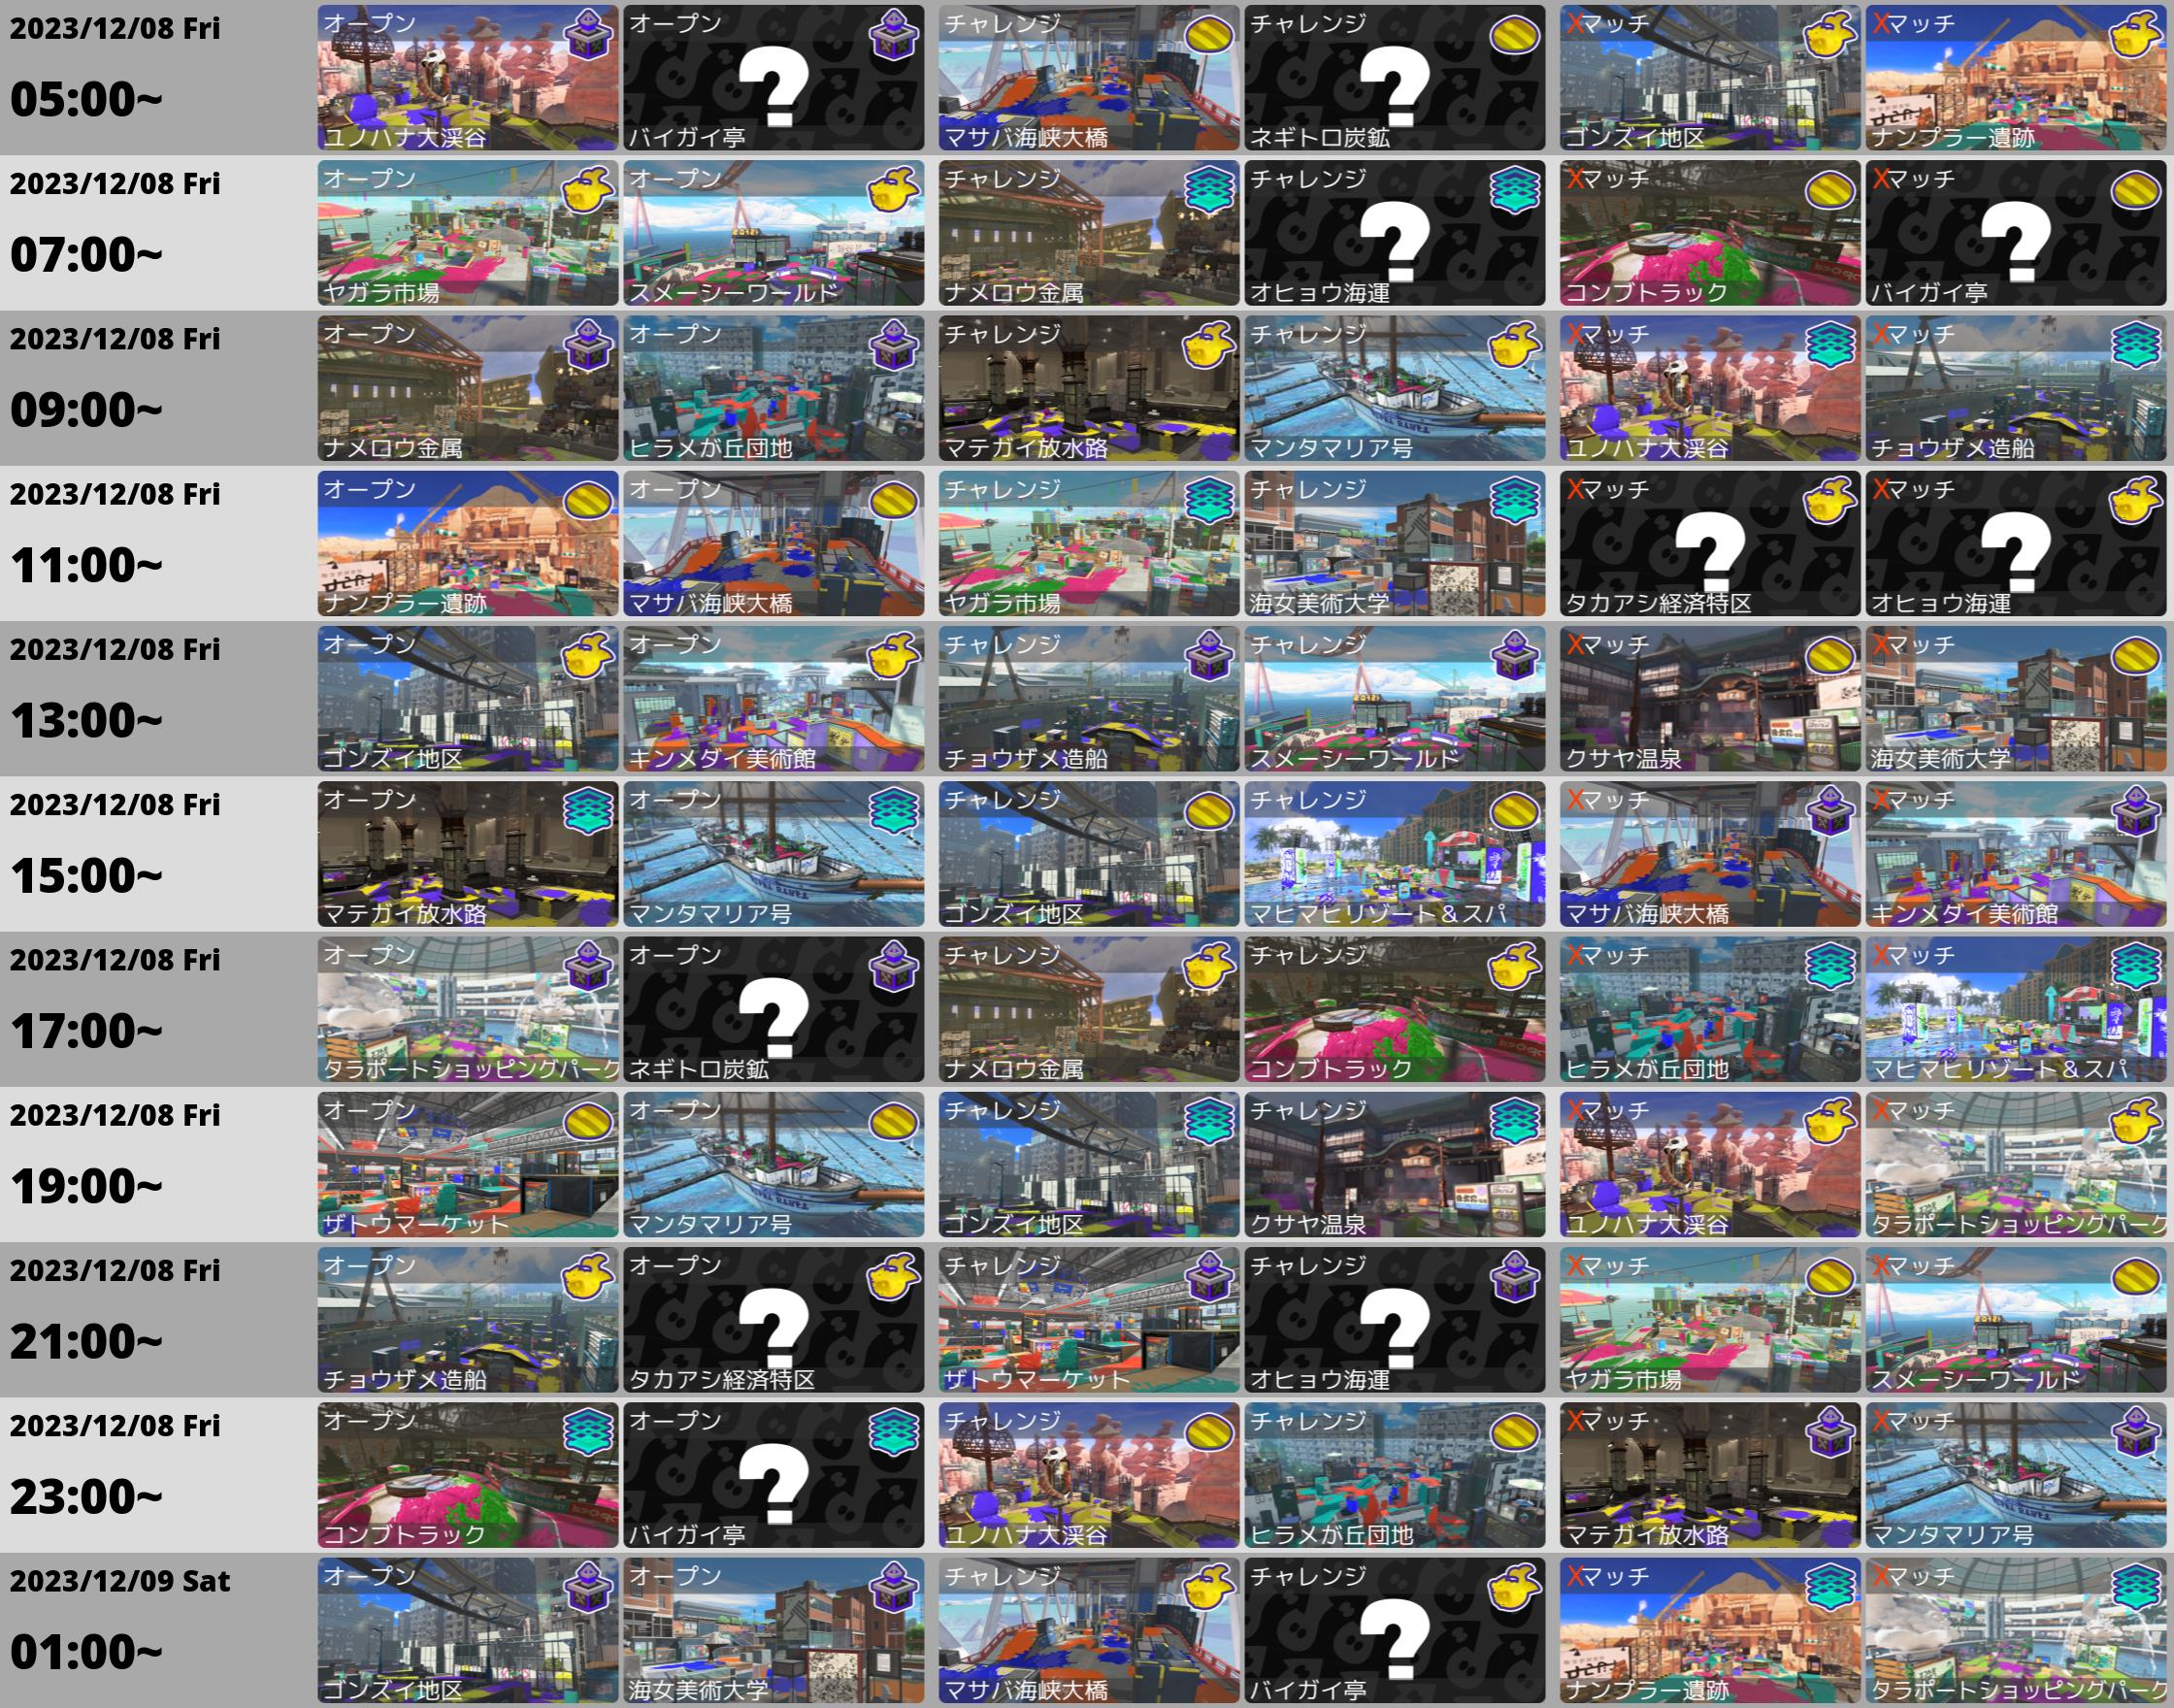 2023/12/08 Fri
05:00~
オープン
ユノハナ大渓谷
オープン
バイガイ亭
チャレンジ
マサバ海峡大橋
チャレンジ
ネギトロ炭鉱
Xマッチ
ゴンズイ地区
Xマッチ
ナンプラー遺跡
2023/12/08 Fri
07:00~
オープン
ヤガラ市場
オープン
スメーシーワールド
チャレンジ
ナメロウ金属
チャレンジ
オヒョウ海運
Xマッチ
コンブトラック
Xマッチ
バイガイ亭
2023/12/08 Fri
09:00~
オープン
ナメロウ金属
オープン
ヒラメが丘団地
チャレンジ
マテガイ放水路
チャレンジ
マンタマリア号
Xマッチ
ユノハナ大渓谷
Xマッチ
チョウザメ造船
2023/12/08 Fri
11:00~
オープン
ナンプラー遺跡
オープン
マサバ海峡大橋
チャレンジ
ヤガラ市場
チャレンジ
海女美術大学
Xマッチ
タカアシ経済特区
Xマッチ
オヒョウ海運
2023/12/08 Fri
13:00~
オープン
ゴンズイ地区
オープン
キンメダイ美術館
チャレンジ
チョウザメ造船
チャレンジ
スメーシーワールド
Xマッチ
クサヤ温泉
Xマッチ
海女美術大学
2023/12/08 Fri
15:00~
オープン
マテガイ放水路
オープン
マンタマリア号
チャレンジ
ゴンズイ地区
チャレンジ
マヒマヒリゾート＆スパ
Xマッチ
マサバ海峡大橋
Xマッチ
キンメダイ美術館
2023/12/08 Fri
17:00~
オープン
タラポートショッピングパーク
オープン
ネギトロ炭鉱
チャレンジ
ナメロウ金属
チャレンジ
コンブトラック
Xマッチ
ヒラメが丘団地
Xマッチ
マヒマヒリゾート＆スパ
2023/12/08 Fri
19:00~
オープン
ザトウマーケット
オープン
マンタマリア号
チャレンジ
ゴンズイ地区
チャレンジ
クサヤ温泉
Xマッチ
ユノハナ大渓谷
Xマッチ
タラポートショッピングパーク
2023/12/08 Fri
21:00~
オープン
チョウザメ造船
オープン
タカアシ経済特区
チャレンジ
ザトウマーケット
チャレンジ
オヒョウ海運
Xマッチ
ヤガラ市場
Xマッチ
スメーシーワールド
2023/12/08 Fri
23:00~
オープン
コンブトラック
オープン
バイガイ亭
チャレンジ
ユノハナ大渓谷
チャレンジ
ヒラメが丘団地
Xマッチ
マテガイ放水路
Xマッチ
マンタマリア号
2023/12/09 Sat
01:00~
オープン
ゴンズイ地区
オープン
海女美術大学
チャレンジ
マサバ海峡大橋
チャレンジ
バイガイ亭
Xマッチ
ナンプラー遺跡
Xマッチ
タラポートショッピングパーク